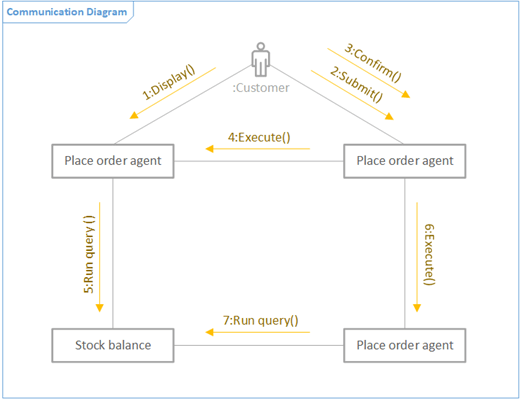 Communication Diagram
3:Confirm()
1:Display()
2:Submit()
:Customer
4:Execute()
Place order agent
Place order agent
5:Run query ()
6:Execute()
7:Run query()
Stock balance
Place order agent